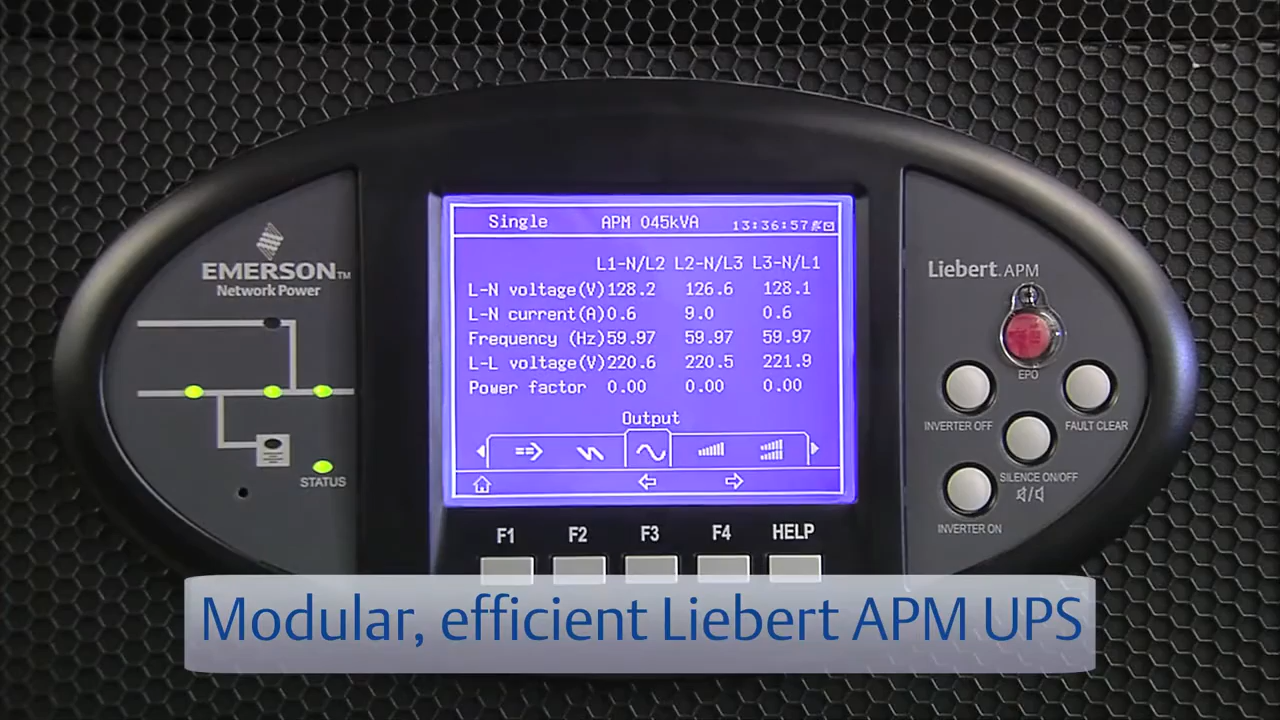 EMERSON™
Network Power
STATUS
Single APM 045kVA 13:36:57
L1-N/L2 L2-N/L3 L3-N/L1
L-N voltage(V) 128.2 126.6 128.1
L-N current(A) 0.6 9.0 0.6
Frequency (Hz) 59.97 59.97 59.97
L-L voltage(V) 220.6 220.5 221.9
Power factor 0.00 0.00 0.00
Output
F1 F2 F3 F4 HELP
Liebert. APM
EPO
INVERTER OFF
FAULT CLEAR
SILENCE ON/OFF
INVERTER ON
Modular, efficient Liebert APM UPS